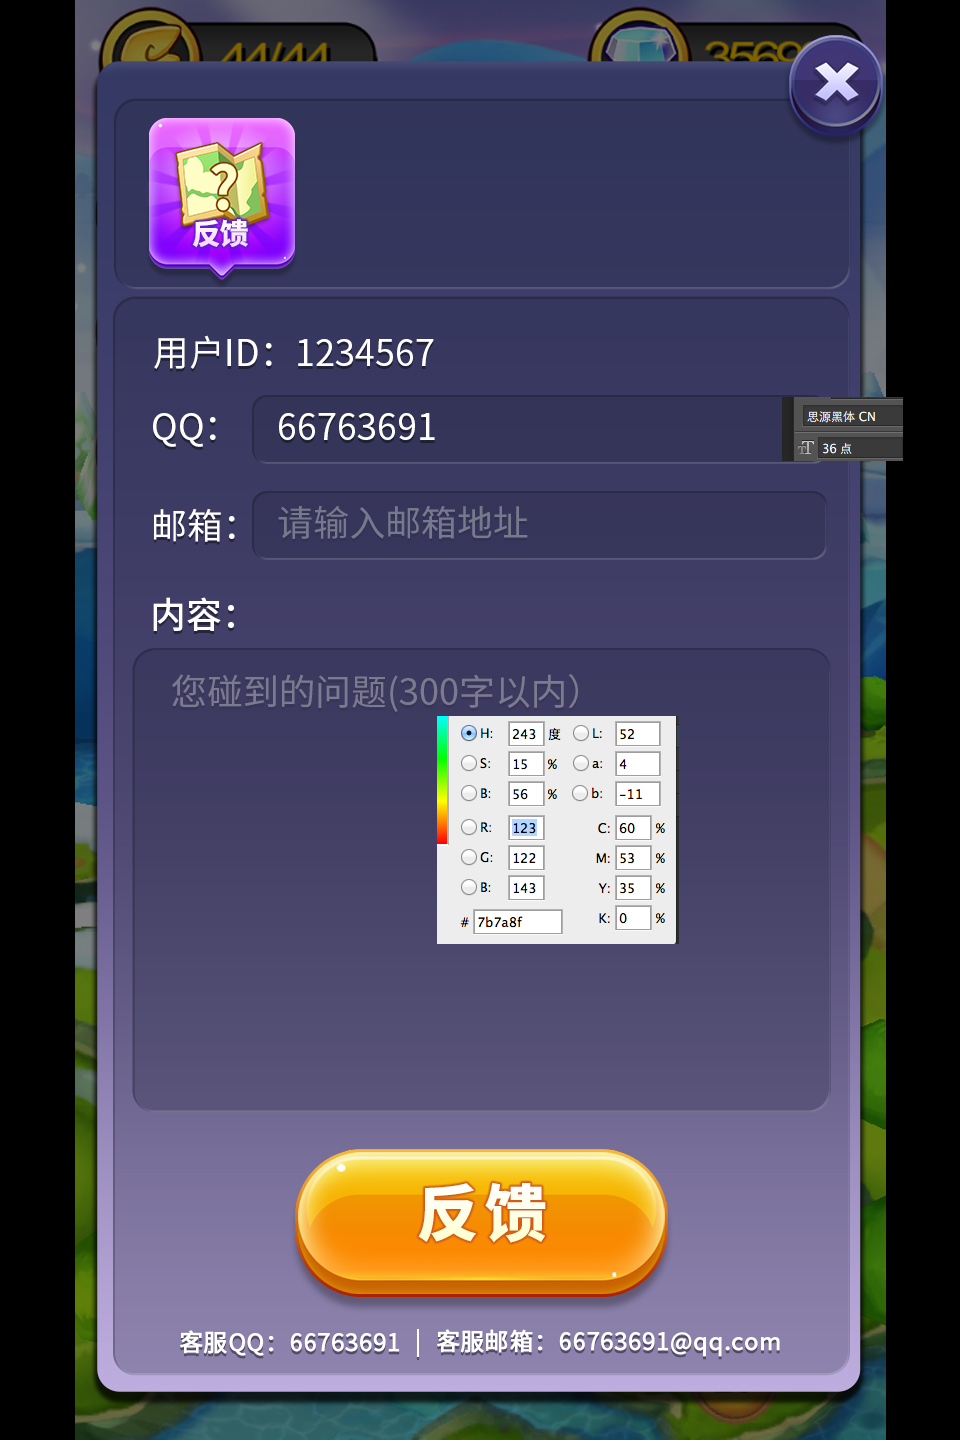 44/44
反馈
用户ID：1234567
QQ：
66763691
思源黑体 CN
T 36 点
邮箱：
请输入邮箱地址
内容：
您碰到的问题(300字以内)
H: 243 度 L: 52
S: 15 % a: 4
B: 56 % b: -11
R: 123 C: 60 %
G: 122 M: 53 %
B: 143 Y: 35 %
# 7b7a8f K: 0 %
反馈
客服QQ：66763691 | 客服邮箱：66763691@qq.com